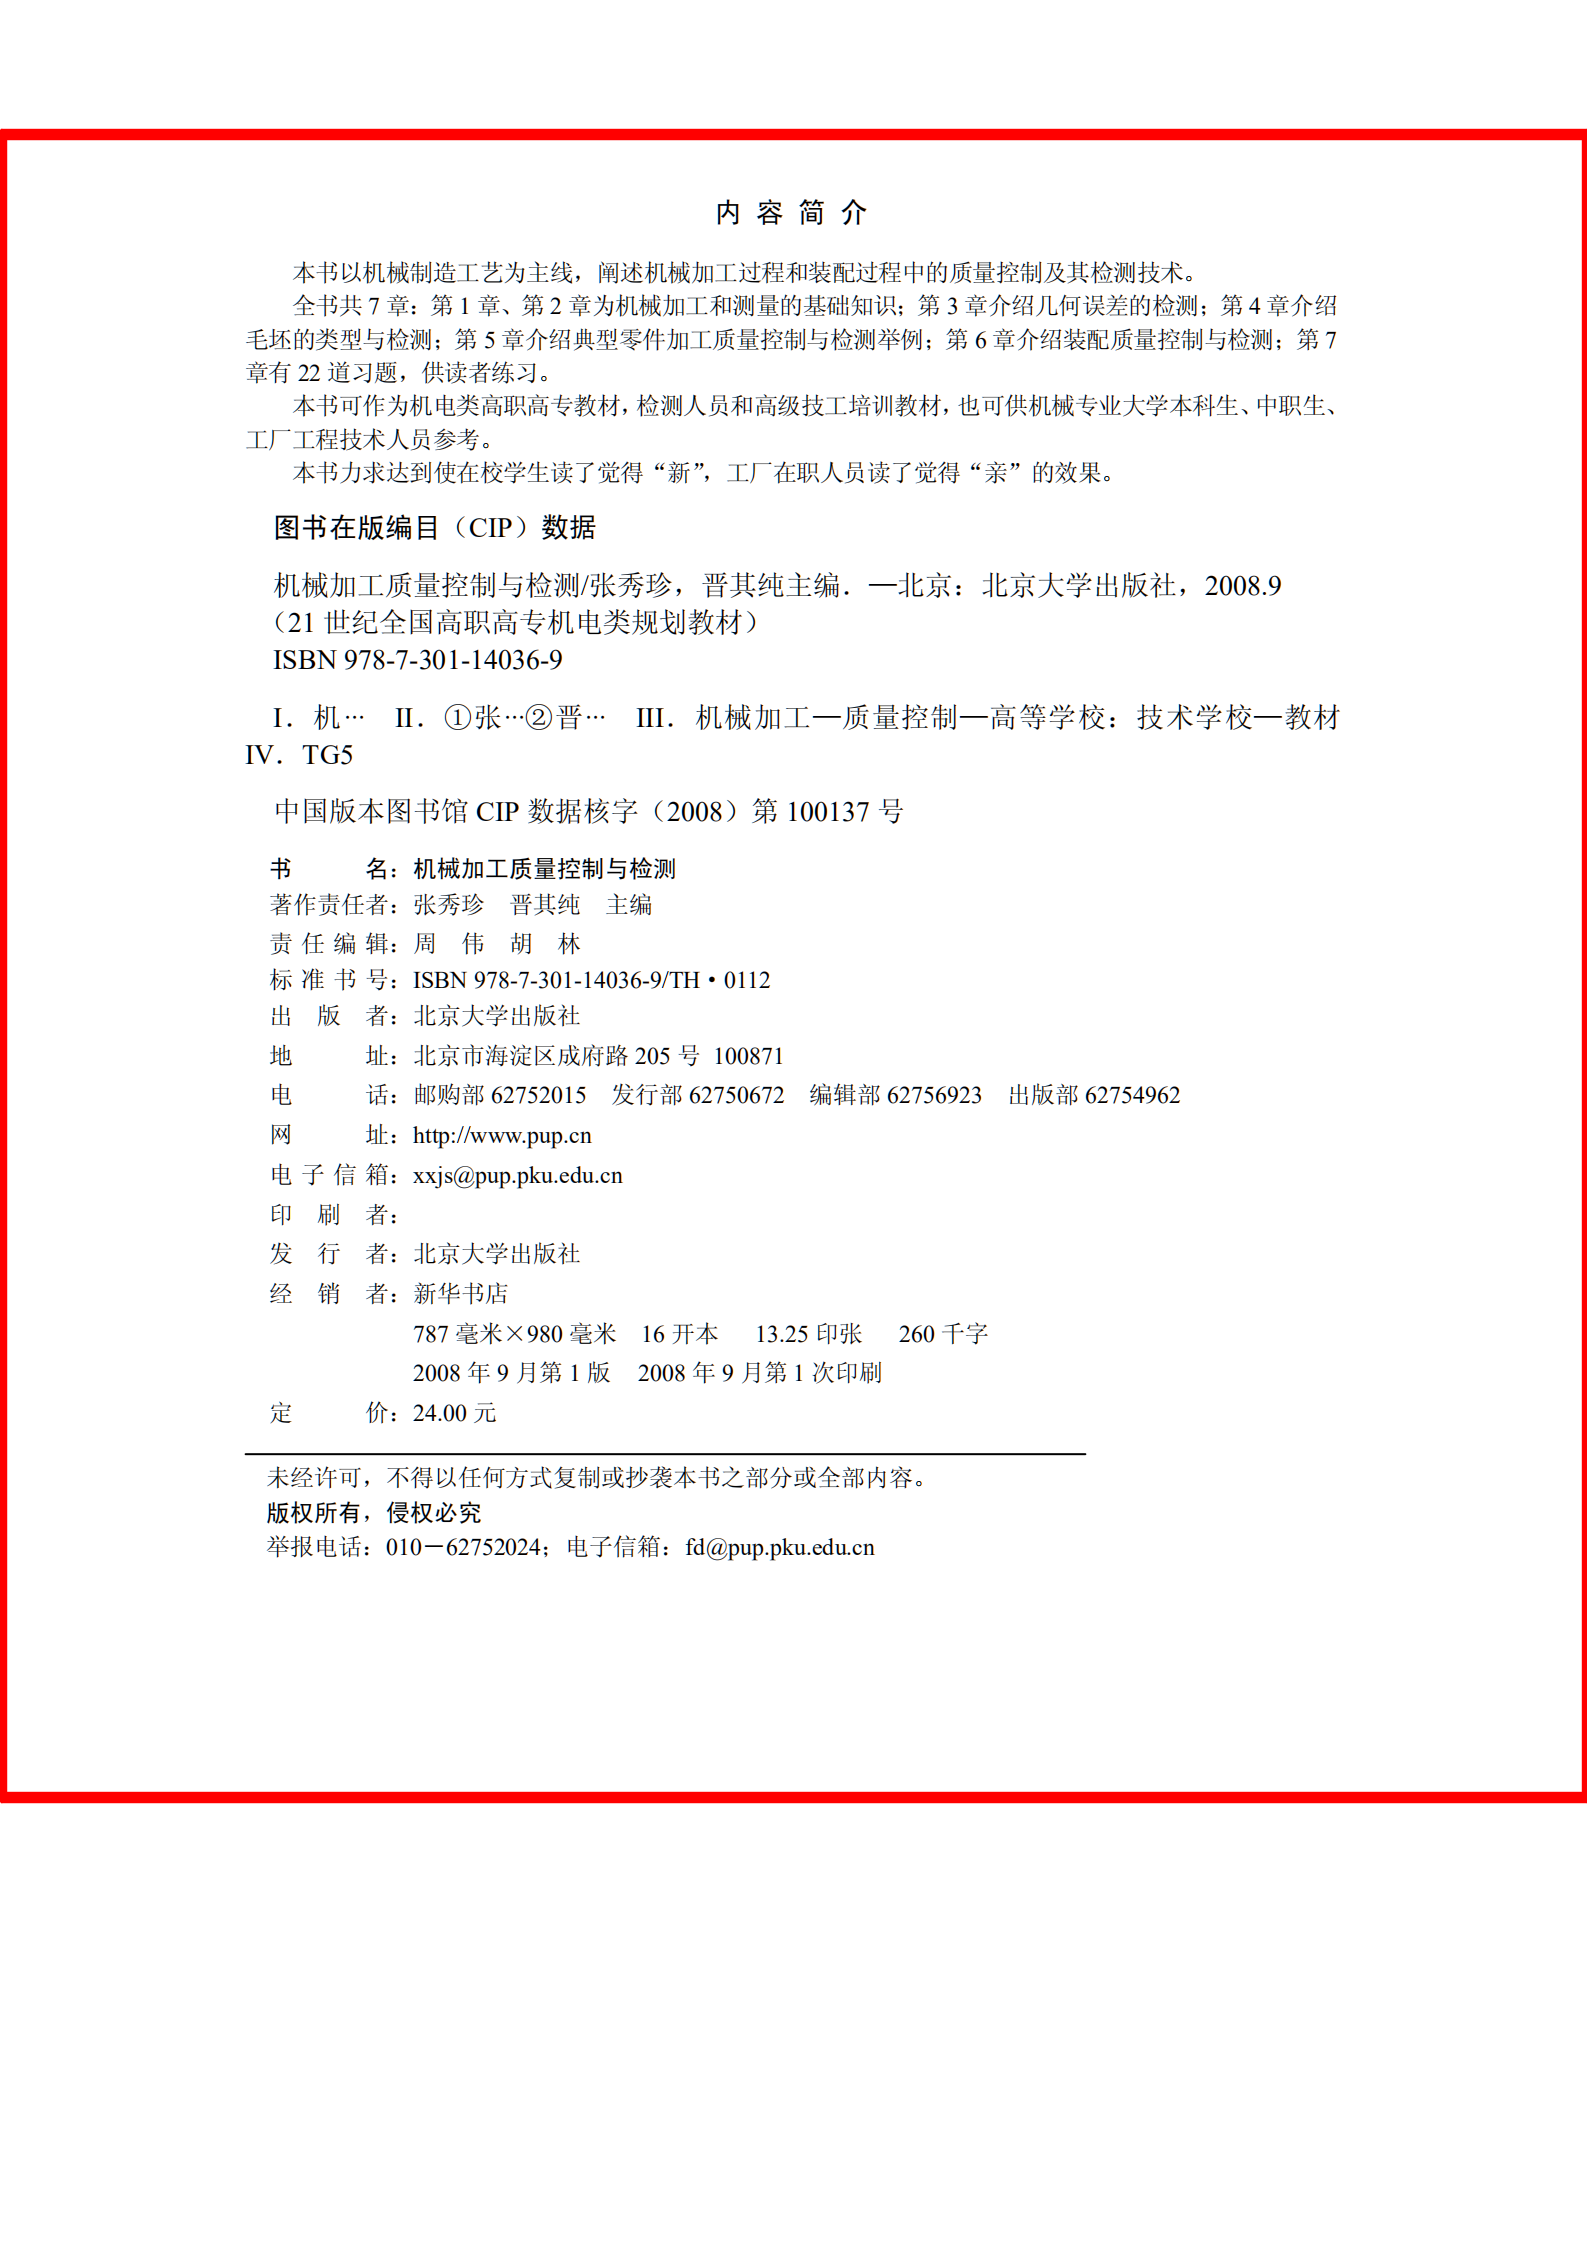 内 容 简 介
本书以机械制造工艺为主线，阐述机械加工过程和装配过程中的质量控制及其检测技术。
全书共 7 章：第 1 章、第 2 章为机械加工和测量的基础知识；第 3 章介绍几何误差的检测；第 4 章介绍
毛坯的类型与检测；第 5 章介绍典型零件加工质量控制与检测举例；第 6 章介绍装配质量控制与检测；第 7
章有 22 道习题，供读者练习。
本书可作为机电类高职高专教材，检测人员和高级技工培训教材，也可供机械专业大学本科生、中职生、
工厂工程技术人员参考。
本书力求达到使在校学生读了觉得“新”，工厂在职人员读了觉得“亲”的效果。
图书在版编目（CIP）数据
机械加工质量控制与检测/张秀珍，晋其纯主编．—北京：北京大学出版社，2008.9
（21 世纪全国高职高专机电类规划教材）
ISBN 978-7-301-14036-9
I．机… II．①张…②晋… III．机械加工—质量控制—高等学校：技术学校—教材
IV．TG5
中国版本图书馆 CIP 数据核字（2008）第 100137 号
书 名：机械加工质量控制与检测
著作责任者：张秀珍 晋其纯 主编
责 任 编 辑：周 伟 胡 林
标 准 书 号：ISBN 978-7-301-14036-9/TH·0112
出 版 者：北京大学出版社
地 址：北京市海淀区成府路 205 号 100871
电 话：邮购部 62752015 发行部 62750672 编辑部 62756923 出版部 62754962
网 址：http://www.pup.cn
电 子 信 箱：xxjs@pup.pku.edu.cn
印 刷 者：
发 行 者：北京大学出版社
经 销 者：新华书店
787 毫米×980 毫米 16 开本 13.25 印张 260 千字
2008 年 9 月第 1 版 2008 年 9 月第 1 次印刷
定 价：24.00 元
未经许可，不得以任何方式复制或抄袭本书之部分或全部内容。
版权所有，侵权必究
举报电话：010－62752024；电子信箱：fd@pup.pku.edu.cn